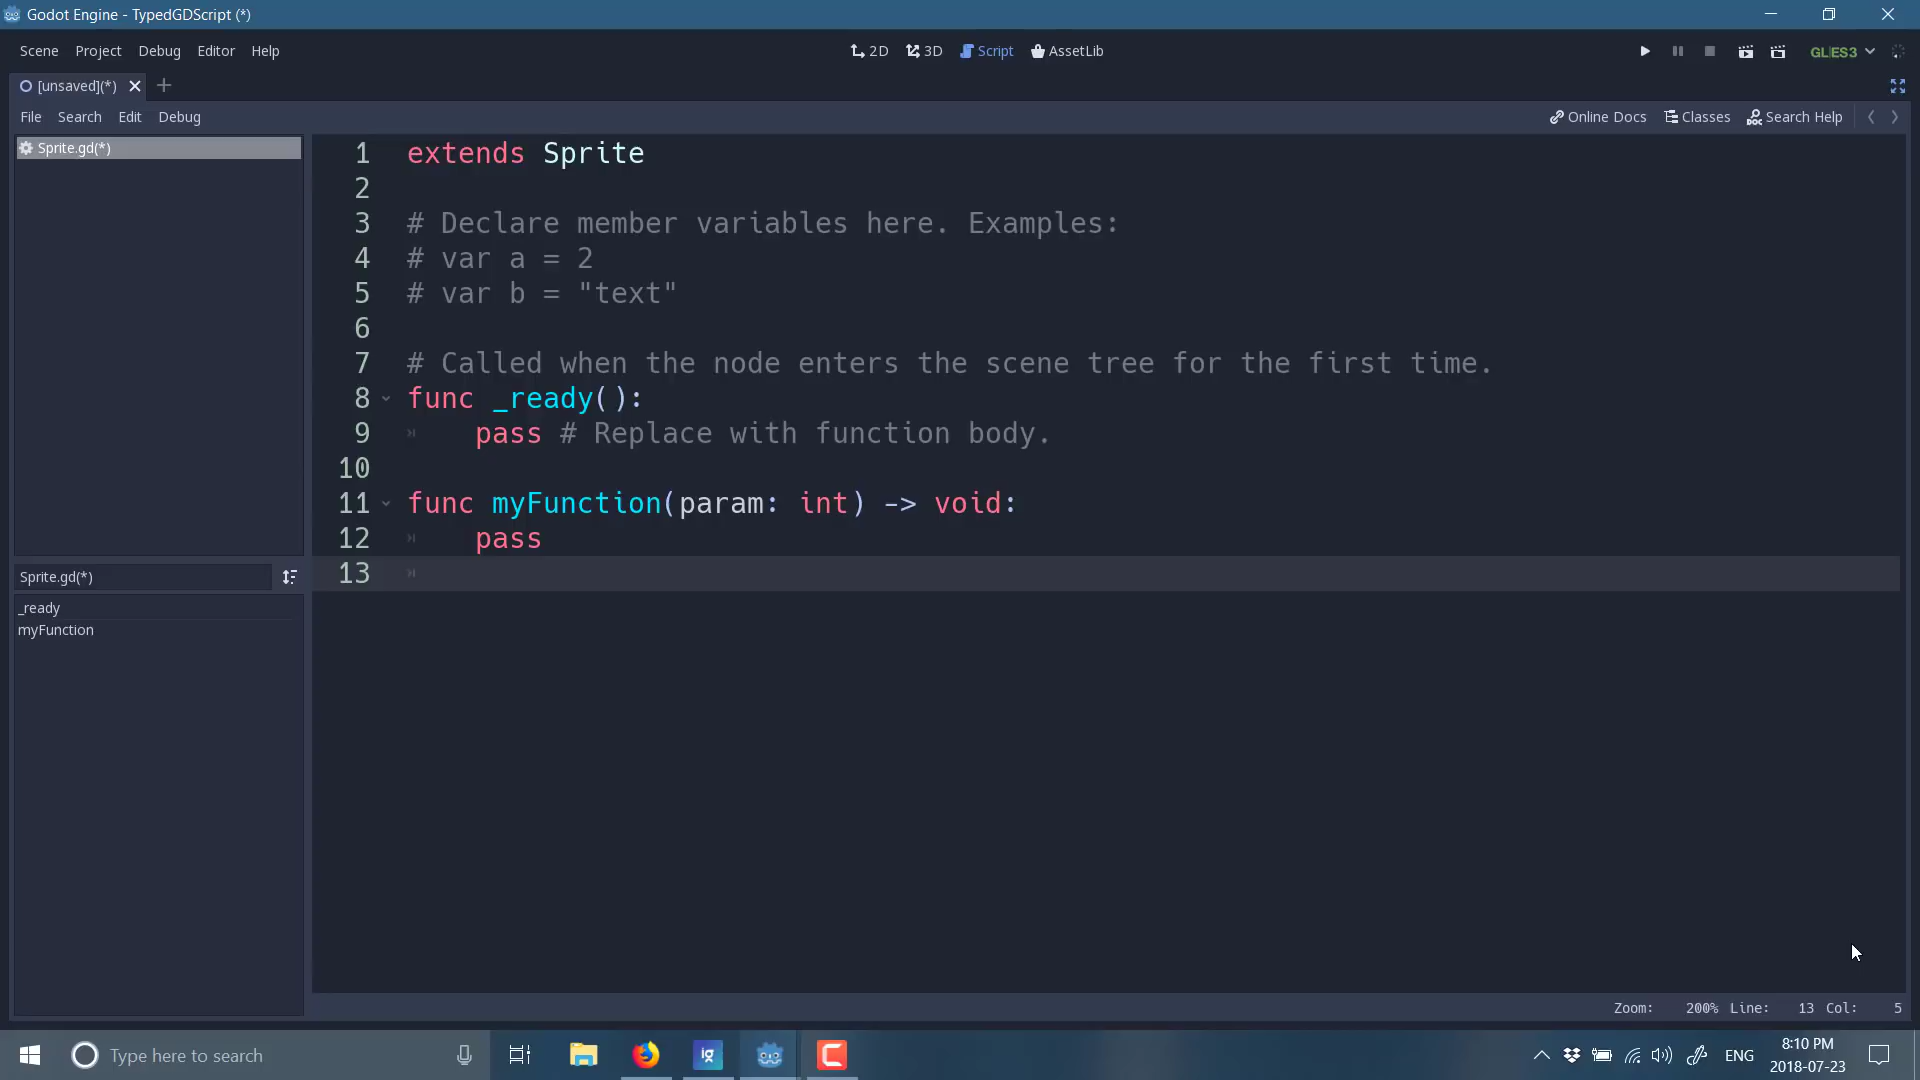 Godot Engine - TypedGDScript (*)
Scene Project Debug Editor Help
2D 3D Script AssetLib
GLES3
[unsaved](*)
File Search Edit Debug
Online Docs Classes Search Help
Sprite.gd(*)
1 extends Sprite
2
3 # Declare member variables here. Examples:
4 # var a = 2
5 # var b = "text"
6
7 # Called when the node enters the scene tree for the first time.
8 func _ready():
9 pass # Replace with function body.
10
11 func myFunction(param: int) -> void:
12 pass
13
Sprite.gd(*)
_ready
myFunction
Zoom: 200% Line: 13 Col: 5
Type here to search
ig
C
ENG
8:10 PM
2018-07-23